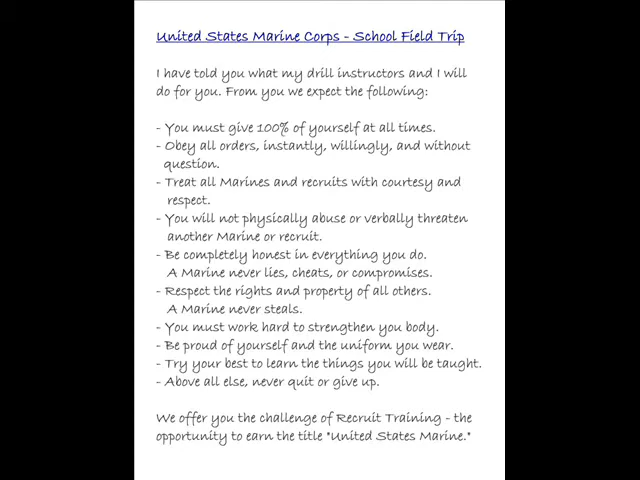 United States Marine Corps - School Field Trip
I have told you what my drill instructors and I will
do for you. From you we expect the following:
- You must give 100% of yourself at all times.
- Obey all orders, instantly, willingly, and without
question.
- Treat all Marines and recruits with courtesy and
respect.
- You will not physically abuse or verbally threaten
another Marine or recruit.
- Be completely honest in everything you do.
A Marine never lies, cheats, or compromises.
- Respect the rights and property of all others.
A Marine never steals.
- You must work hard to strengthen you body.
- Be proud of yourself and the uniform you wear.
- Try your best to learn the things you will be taught.
- Above all else, never quit or give up.
We offer you the challenge of Recruit Training - the
opportunity to earn the title "United States Marine."